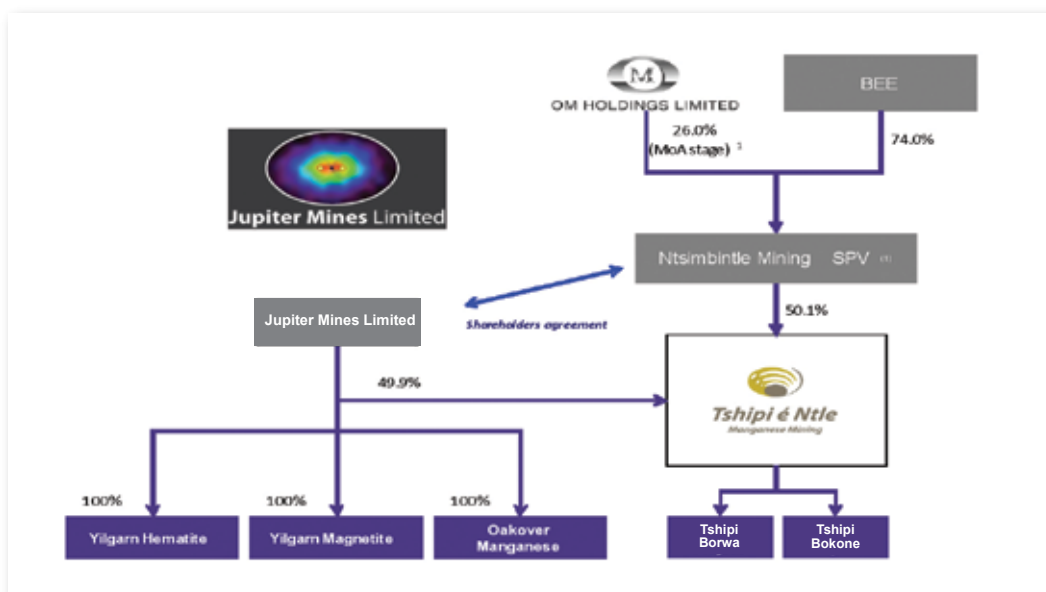 M
OM HOLDINGS LIMITED
BEE
26.0%
(MoA stage) 1
74.0%
Jupiter Mines Limited
Ntsimbintle Mining SPV (1)
Shareholders agreement
50.1%
Jupiter Mines Limited
49.9%
Tshipi é Ntle
Manganese Mining
100%
100%
100%
Yilgarn Hematite
Yilgarn Magnetite
Oakover
Manganese
Tshipi
Borwa
Tshipi
Bokone